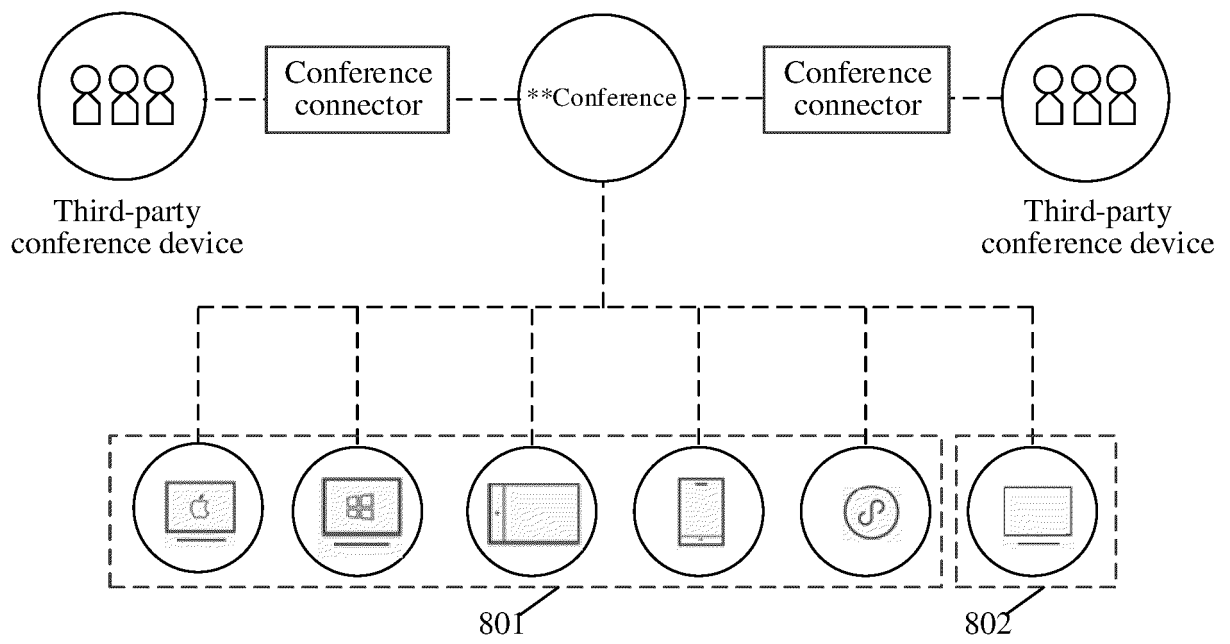 Conference
connector
**Conference
Conference
connector
Third-party
conference device
Third-party
conference device
801
802